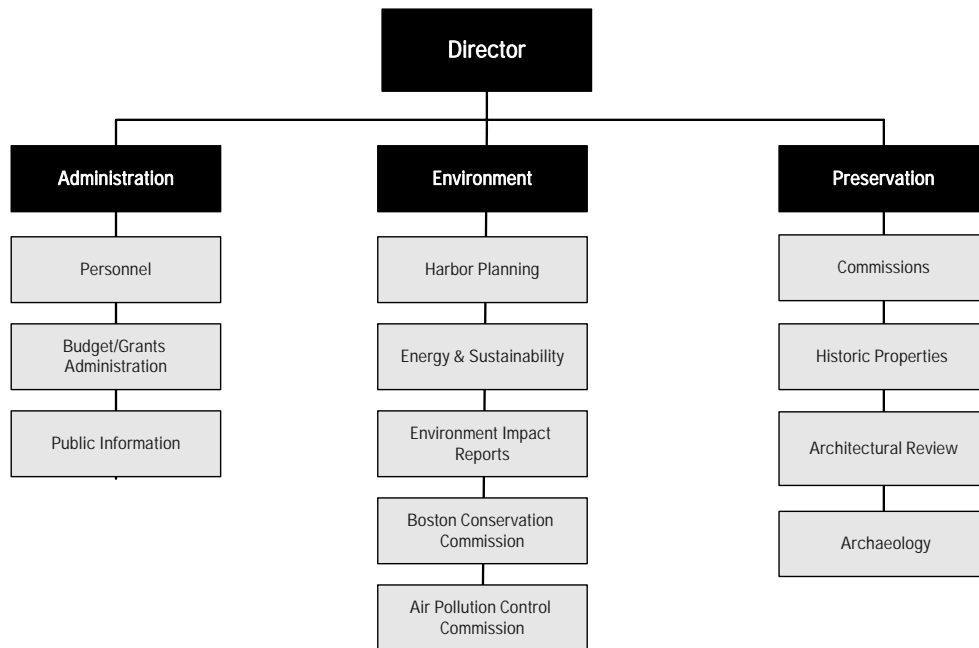 Director
Administration
Environment
Preservation
Personnel
Budget/Grants
Administration
Public Information
Harbor Planning
Energy & Sustainability
Environment Impact
Reports
Boston Conservation
Commission
Air Pollution Control
Commission
Commissions
Historic Properties
Architectural Review
Archaeology